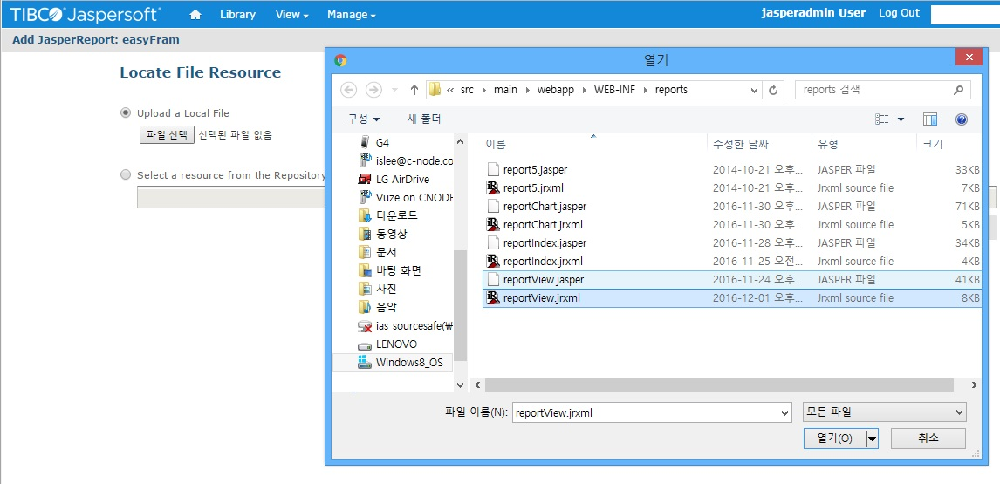 TIBCO Jaspersoft® Library View Manage jasperadmin User Log Out
Add JasperReport: easyFram
Locate File Resource
Upload a Local File
파일 선택 선택된 파일 없음
Select a resource from the Repository
열기
« src main webapp WEB-INF reports
reports 검색
구성 새 폴더
G4
islee@c-node.co
LG AirDrive
Vuze on CNODE
다운로드
동영상
문서
바탕 화면
사진
음악
ias_sourcesafe(₩
LENOVO
Windows8_OS
이름 수정한 날짜 유형 크기
report5.jasper 2014-10-21 오후... JASPER 파일 33KB
report5.jrxml 2014-10-21 오후... Jrxml source file 7KB
reportChart.jasper 2016-11-30 오후... JASPER 파일 71KB
reportChart.jrxml 2016-11-30 오후... Jrxml source file 5KB
reportIndex.jasper 2016-11-28 오후... JASPER 파일 34KB
reportIndex.jrxml 2016-11-25 오전... Jrxml source file 4KB
reportView.jasper 2016-11-24 오후... JASPER 파일 41KB
reportView.jrxml 2016-12-01 오후... Jrxml source file 8KB
파일 이름(N): reportView.jrxml 모든 파일
열기(O) 취소